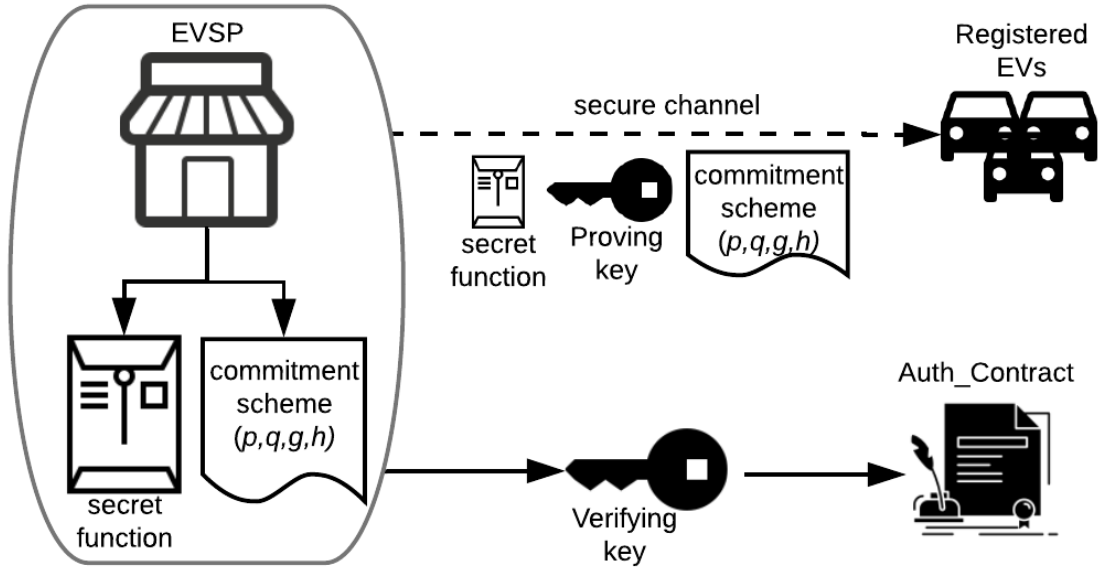 EVSP
Registered
EVs
secure channel
secret
function
Proving
key
commitment
scheme
(p,q,g,h)
commitment
scheme
(p,q,g,h)
secret
function
Verifying
key
Auth_Contract